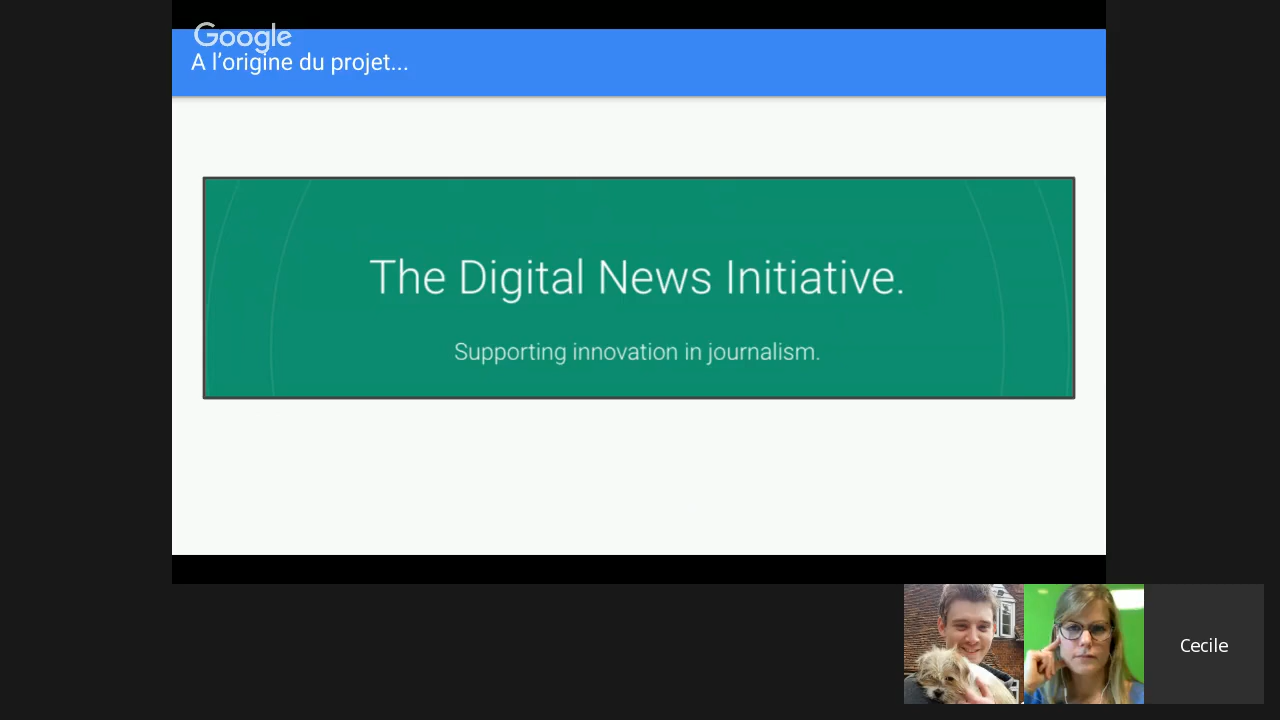 Google
A l’origine du projet...
The Digital News Initiative.
Supporting innovation in journalism.
Cecile